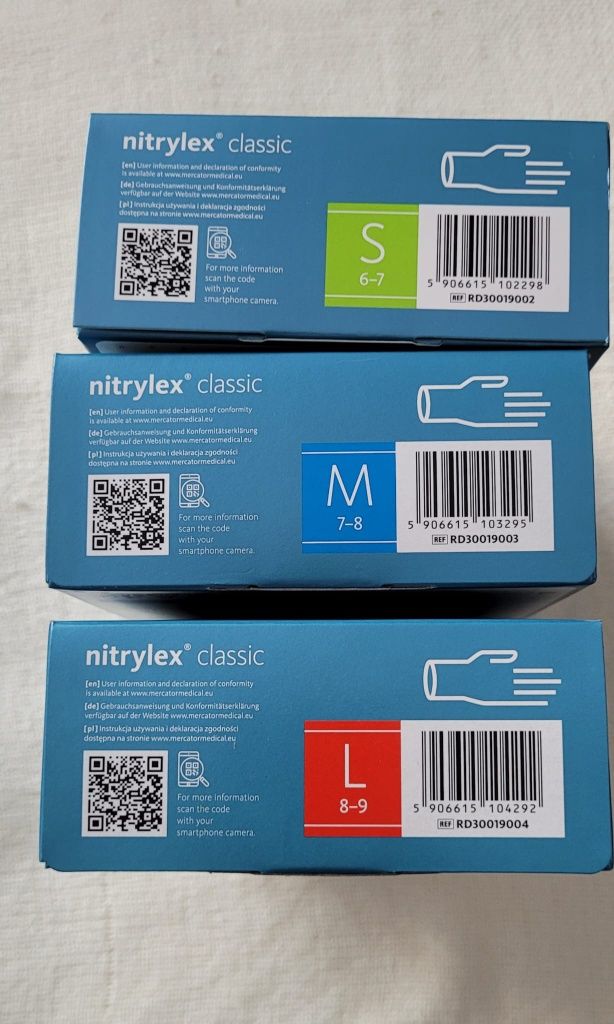 nitrylex® classic
[en] User information and declaration of conformity
is available at www.mercatormedical.eu
[de] Gebrauchsanweisung und Konformitätserklärung
verfügbar auf der Website www.mercatormedical.eu
[pl] Instrukcja używania i deklaracja zgodności
dostępna na stronie www.mercatormedical.eu
For more information
scan the code
with your
smartphone camera.
S
6–7
5 906615 102298
REF RD30019002
nitrylex® classic
[en] User information and declaration of conformity
is available at www.mercatormedical.eu
[de] Gebrauchsanweisung und Konformitätserklärung
verfügbar auf der Website www.mercatormedical.eu
[pl] Instrukcja używania i deklaracja zgodności
dostępna na stronie www.mercatormedical.eu
For more information
scan the code
with your
smartphone camera.
M
7–8
5 906615 103295
REF RD30019003
nitrylex® classic
[en] User information and declaration of conformity
is available at www.mercatormedical.eu
[de] Gebrauchsanweisung und Konformitätserklärung
verfügbar auf der Website www.mercatormedical.eu
[pl] Instrukcja używania i deklaracja zgodności
dostępna na stronie www.mercatormedical.eu
For more information
scan the code
with your
smartphone camera.
L
8–9
5 906615 104292
REF RD30019004